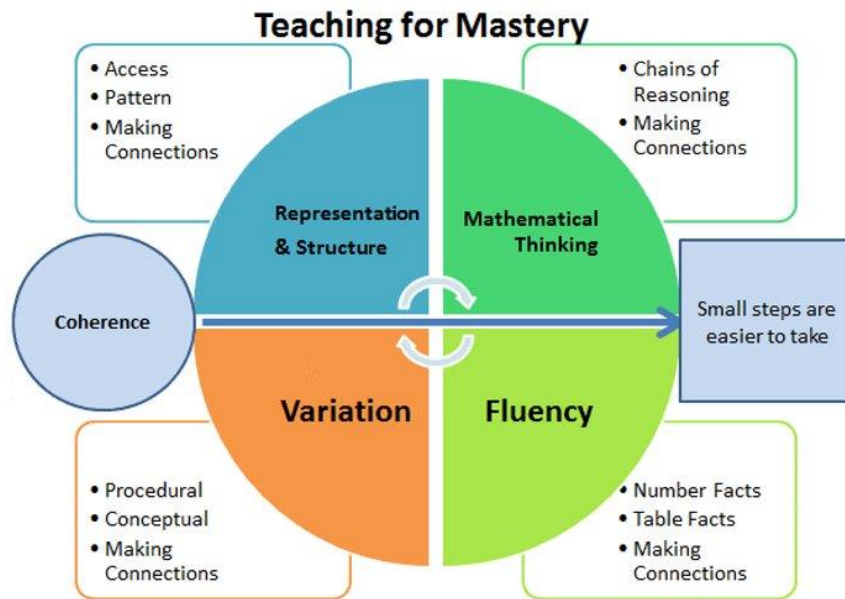 Teaching for Mastery
• Access
• Pattern
• Making
Connections
• Chains of
Reasoning
• Making
Connections
Representation
& Structure
Mathematical
Thinking
Coherence
Small steps are
easier to take
Variation
Fluency
• Procedural
• Conceptual
• Making
Connections
• Number Facts
• Table Facts
• Making
Connections